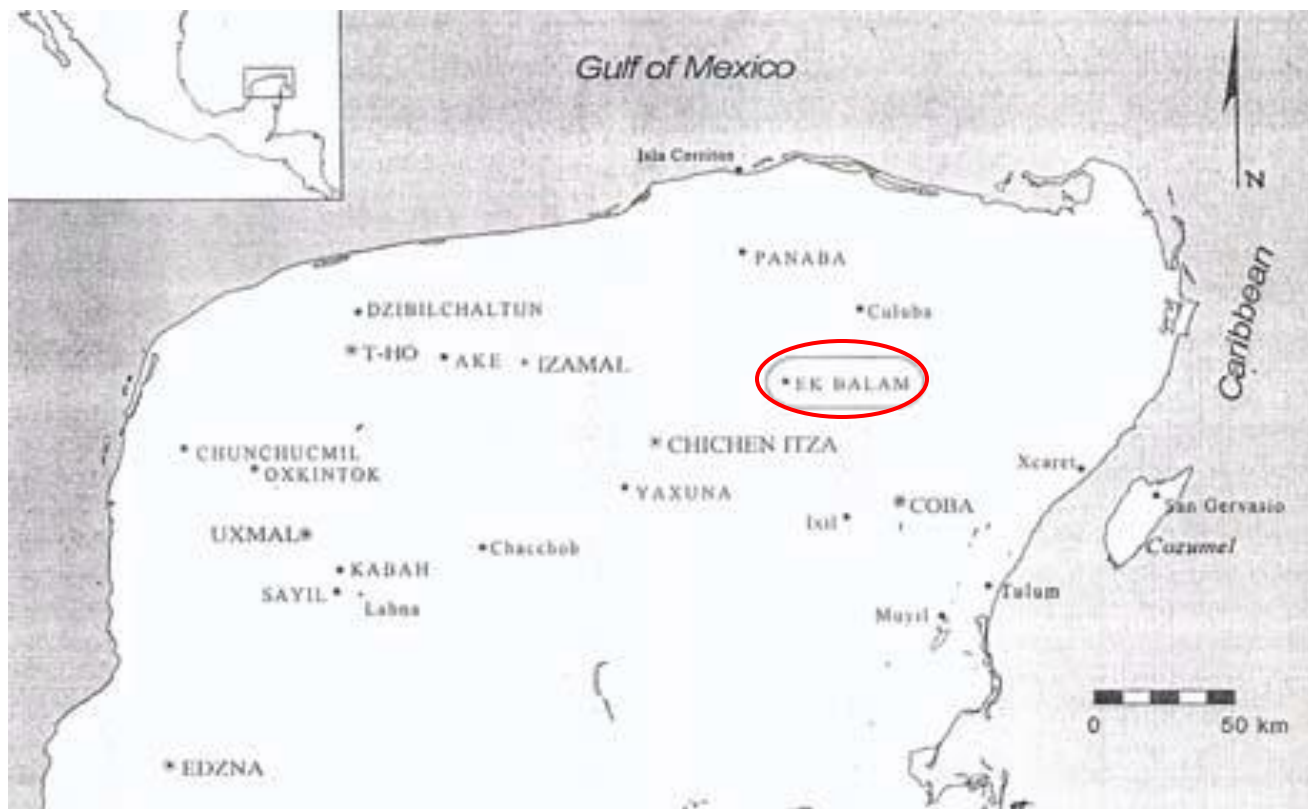 Gulf of Mexico
Isla Cerritos
N
PANABA
Caribbean
DZIBILCHALTUN
Culuba
T-HO
AKE
IZAMAL
EK BALAM
CHUNCHUCMIL
CHICHEN ITZA
OXKINTOK
Xcaret
YAXUNA
COBA
San Gervasio
Ixil
UXMAL
Chacchob
Cozumel
KABAH
SAYIL
Labna
Tulum
Muyil
0 50 km
EDZNA